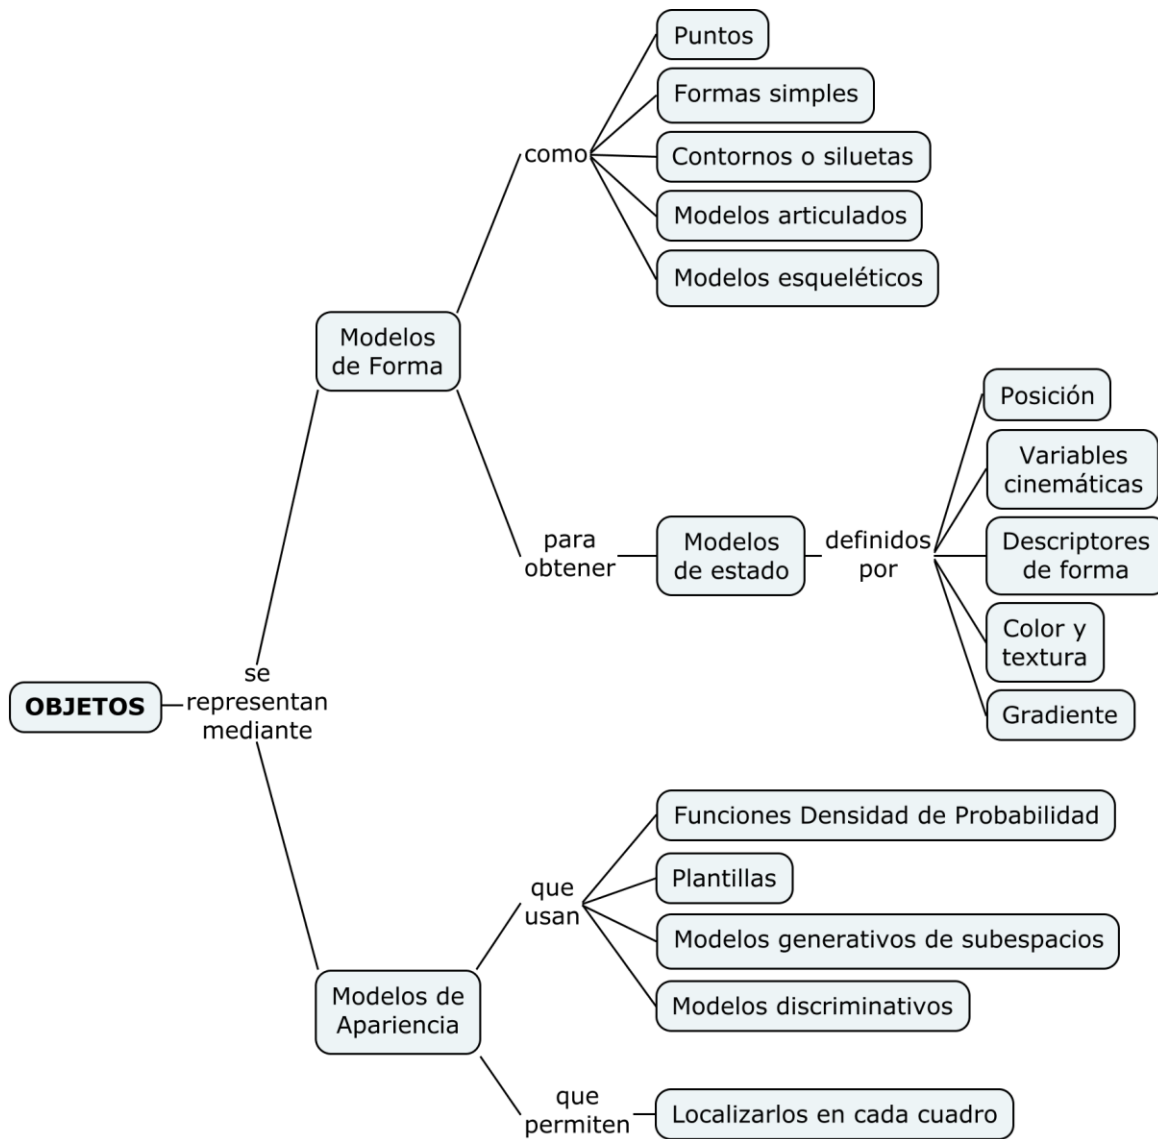 Puntos
Formas simples
como
Contornos o siluetas
Modelos articulados
Modelos esqueléticos
Modelos
de Forma
Posición
Variables
cinemáticas
para
obtener
Modelos
de estado
definidos
por
Descriptores
de forma
Color y
textura
Gradiente
OBJETOS
se
representan
mediante
Funciones Densidad de Probabilidad
que
usan
Plantillas
Modelos generativos de subespacios
Modelos discriminativos
Modelos de
Apariencia
que
permiten
Localizarlos en cada cuadro